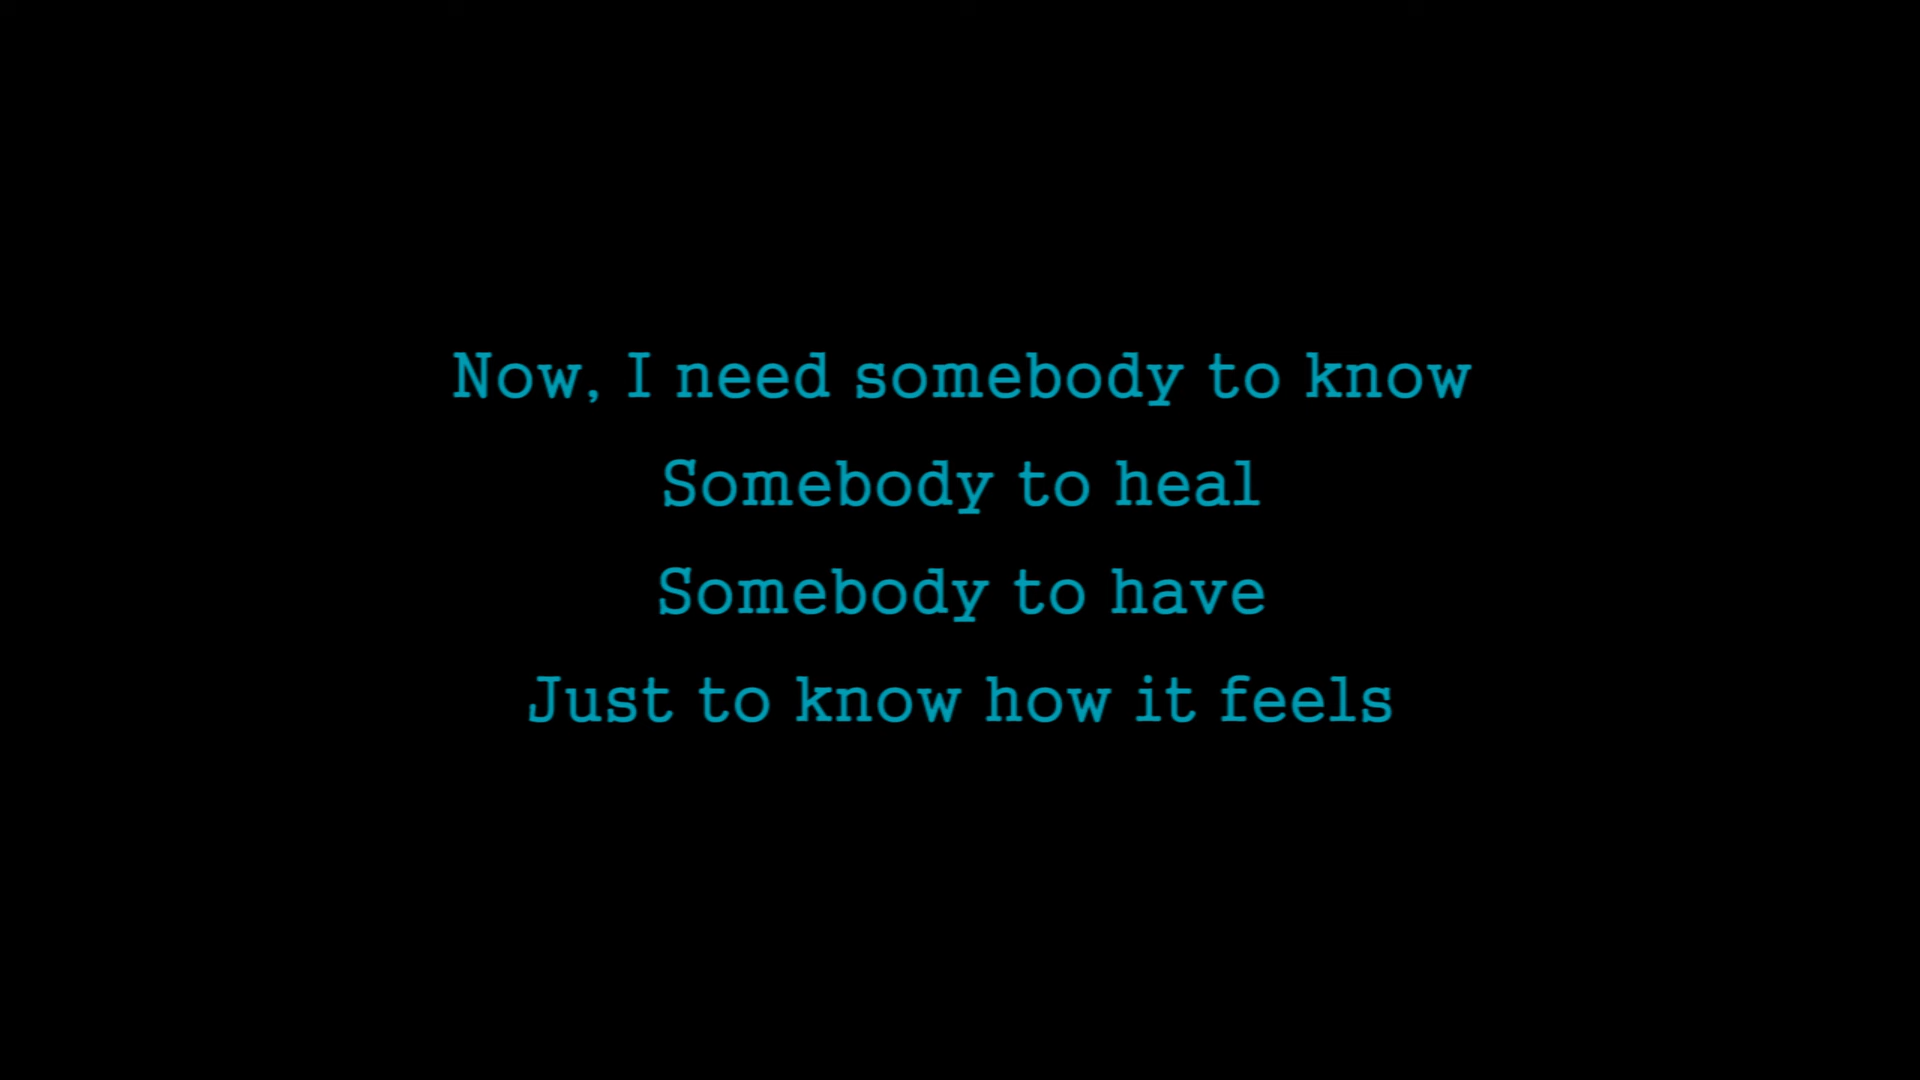 Now, I need somebody to know
Somebody to heal
Somebody to have
Just to know how it feels